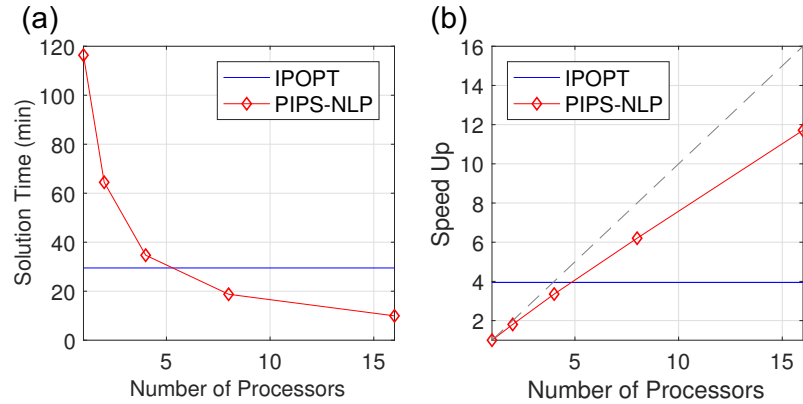 (a)
120
100
80
60
40
20
0
5
10
15
Solution Time (min)
Number of Processors
IPOPT
PIPS-NLP
(b)
16
14
12
10
8
6
4
2
5
10
15
Speed Up
Number of Processors
IPOPT
PIPS-NLP